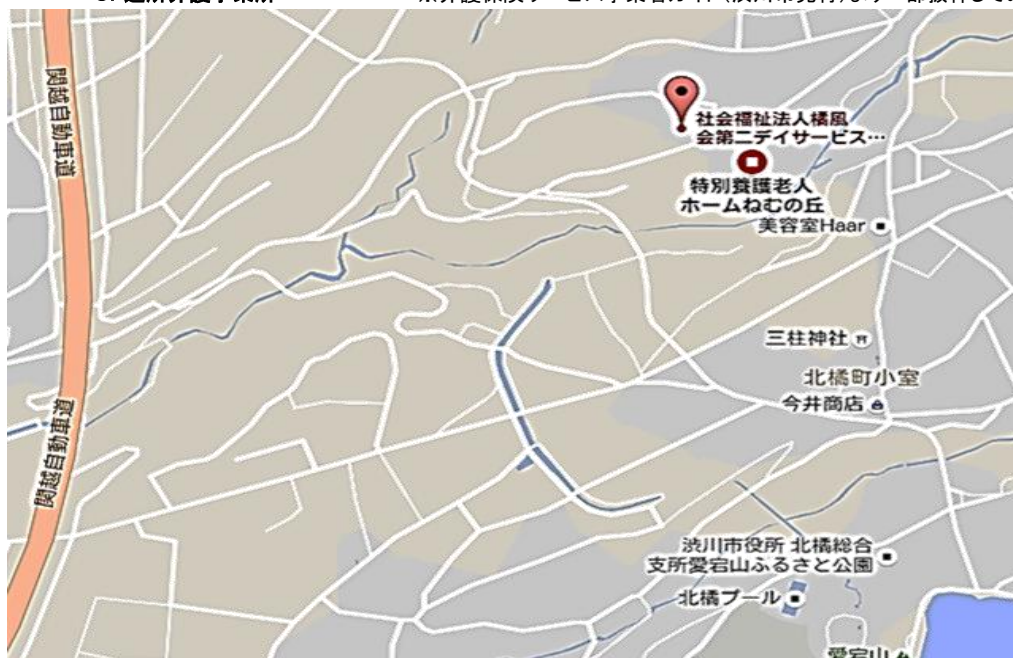 関越自動車道
社会福祉法人橘風
会第二デイサービス…
特別養護老人
ホームねむの丘
美容室Haar
三柱神社
北橘町小室
今井商店
関越自動車道
渋川市役所 北橘総合
支所愛宕山ふるさと公園
北橘プール
愛宕山